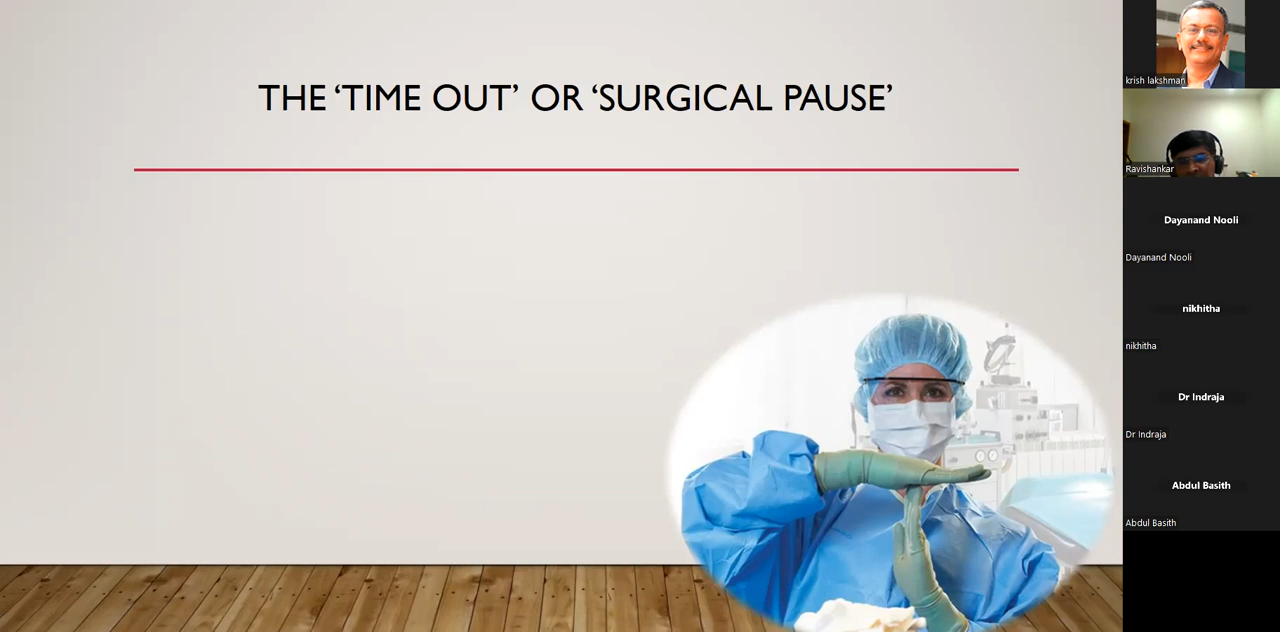 THE ‘TIME OUT’ OR ‘SURGICAL PAUSE’
krish lakshman
Ravishankar
Dayanand Nooli
Dayanand Nooli
nikhitha
nikhitha
Dr Indraja
Dr Indraja
Abdul Basith
Abdul Basith